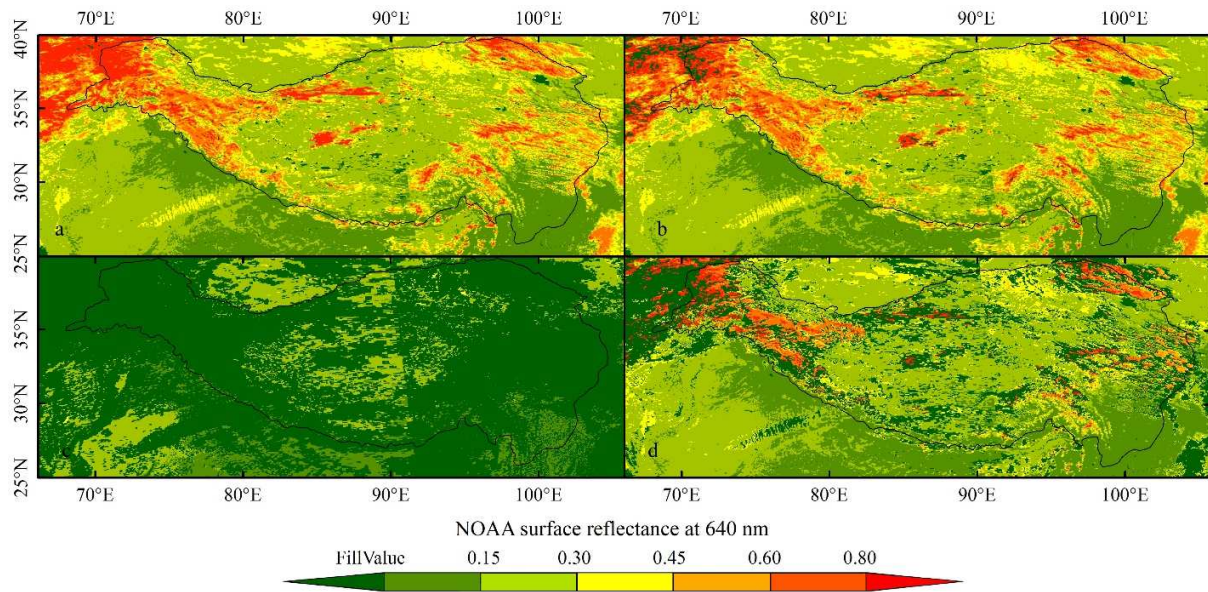 70°E 80°E 90°E 100°E 70°E 80°E 90°E 100°E
40°N
35°N
30°N
25°N
a b
40°N
35°N
30°N
25°N
c d
70°E 80°E 90°E 100°E 70°E 80°E 90°E 100°E
NOAA surface reflectance at 640 nm
FillValue 0.15 0.30 0.45 0.60 0.80